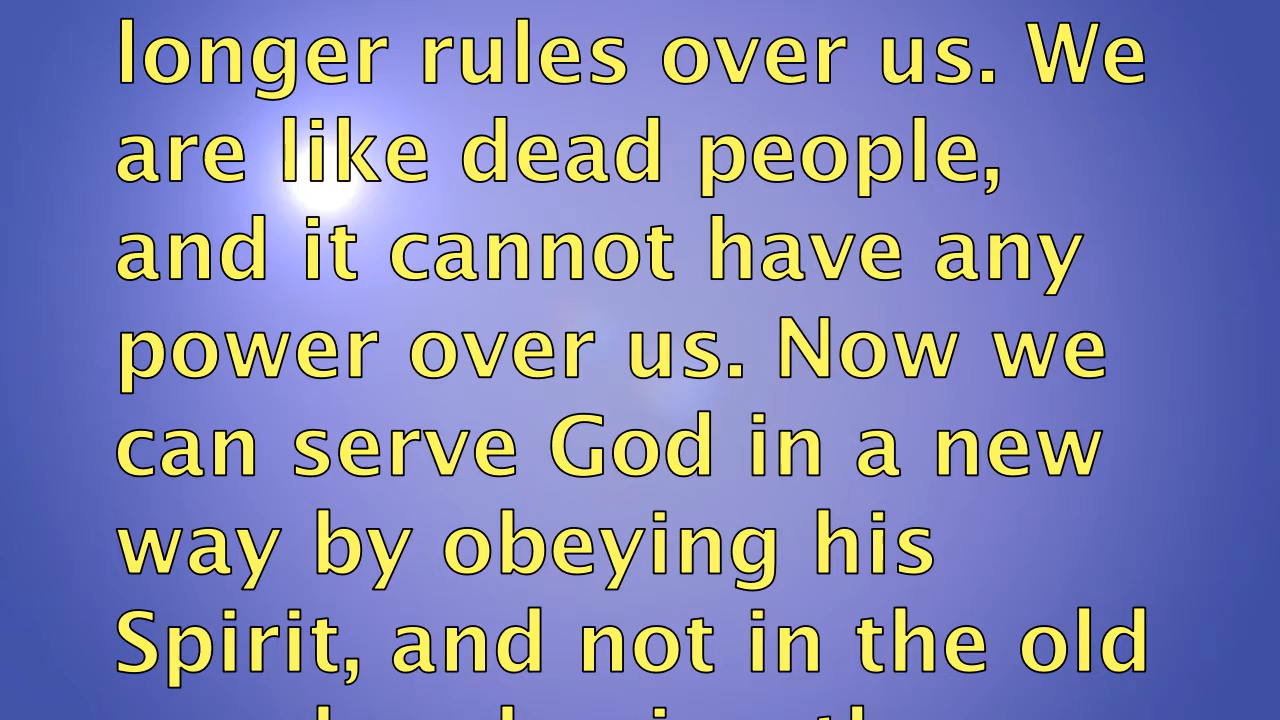 longer rules over us. We
are like dead people,
and it cannot have any
power over us. Now we
can serve God in a new
way by obeying his
Spirit, and not in the old